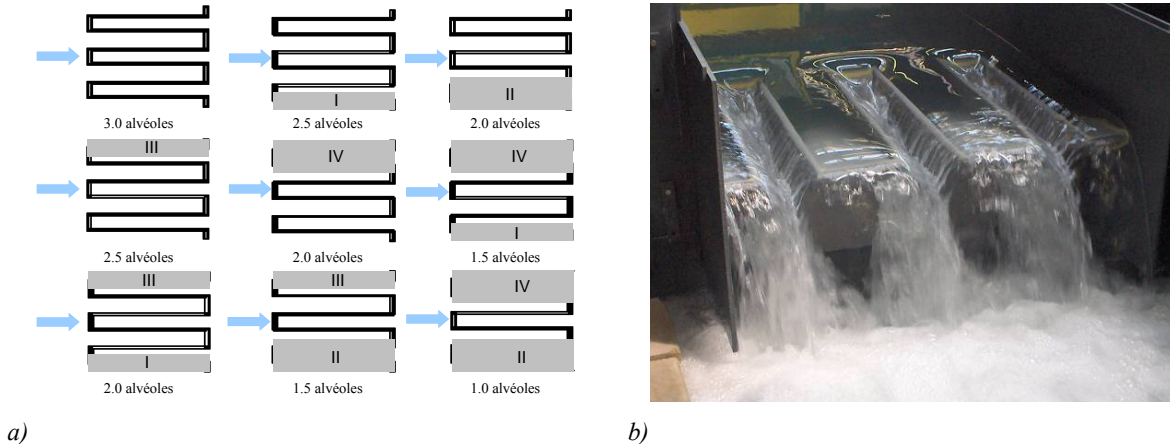 I
II
3.0 alvéoles
2.5 alvéoles
2.0 alvéoles
III
IV
IV
I
2.5 alvéoles
2.0 alvéoles
1.5 alvéoles
III
III
IV
I
II
II
2.0 alvéoles
1.5 alvéoles
1.0 alvéoles
a)
b)